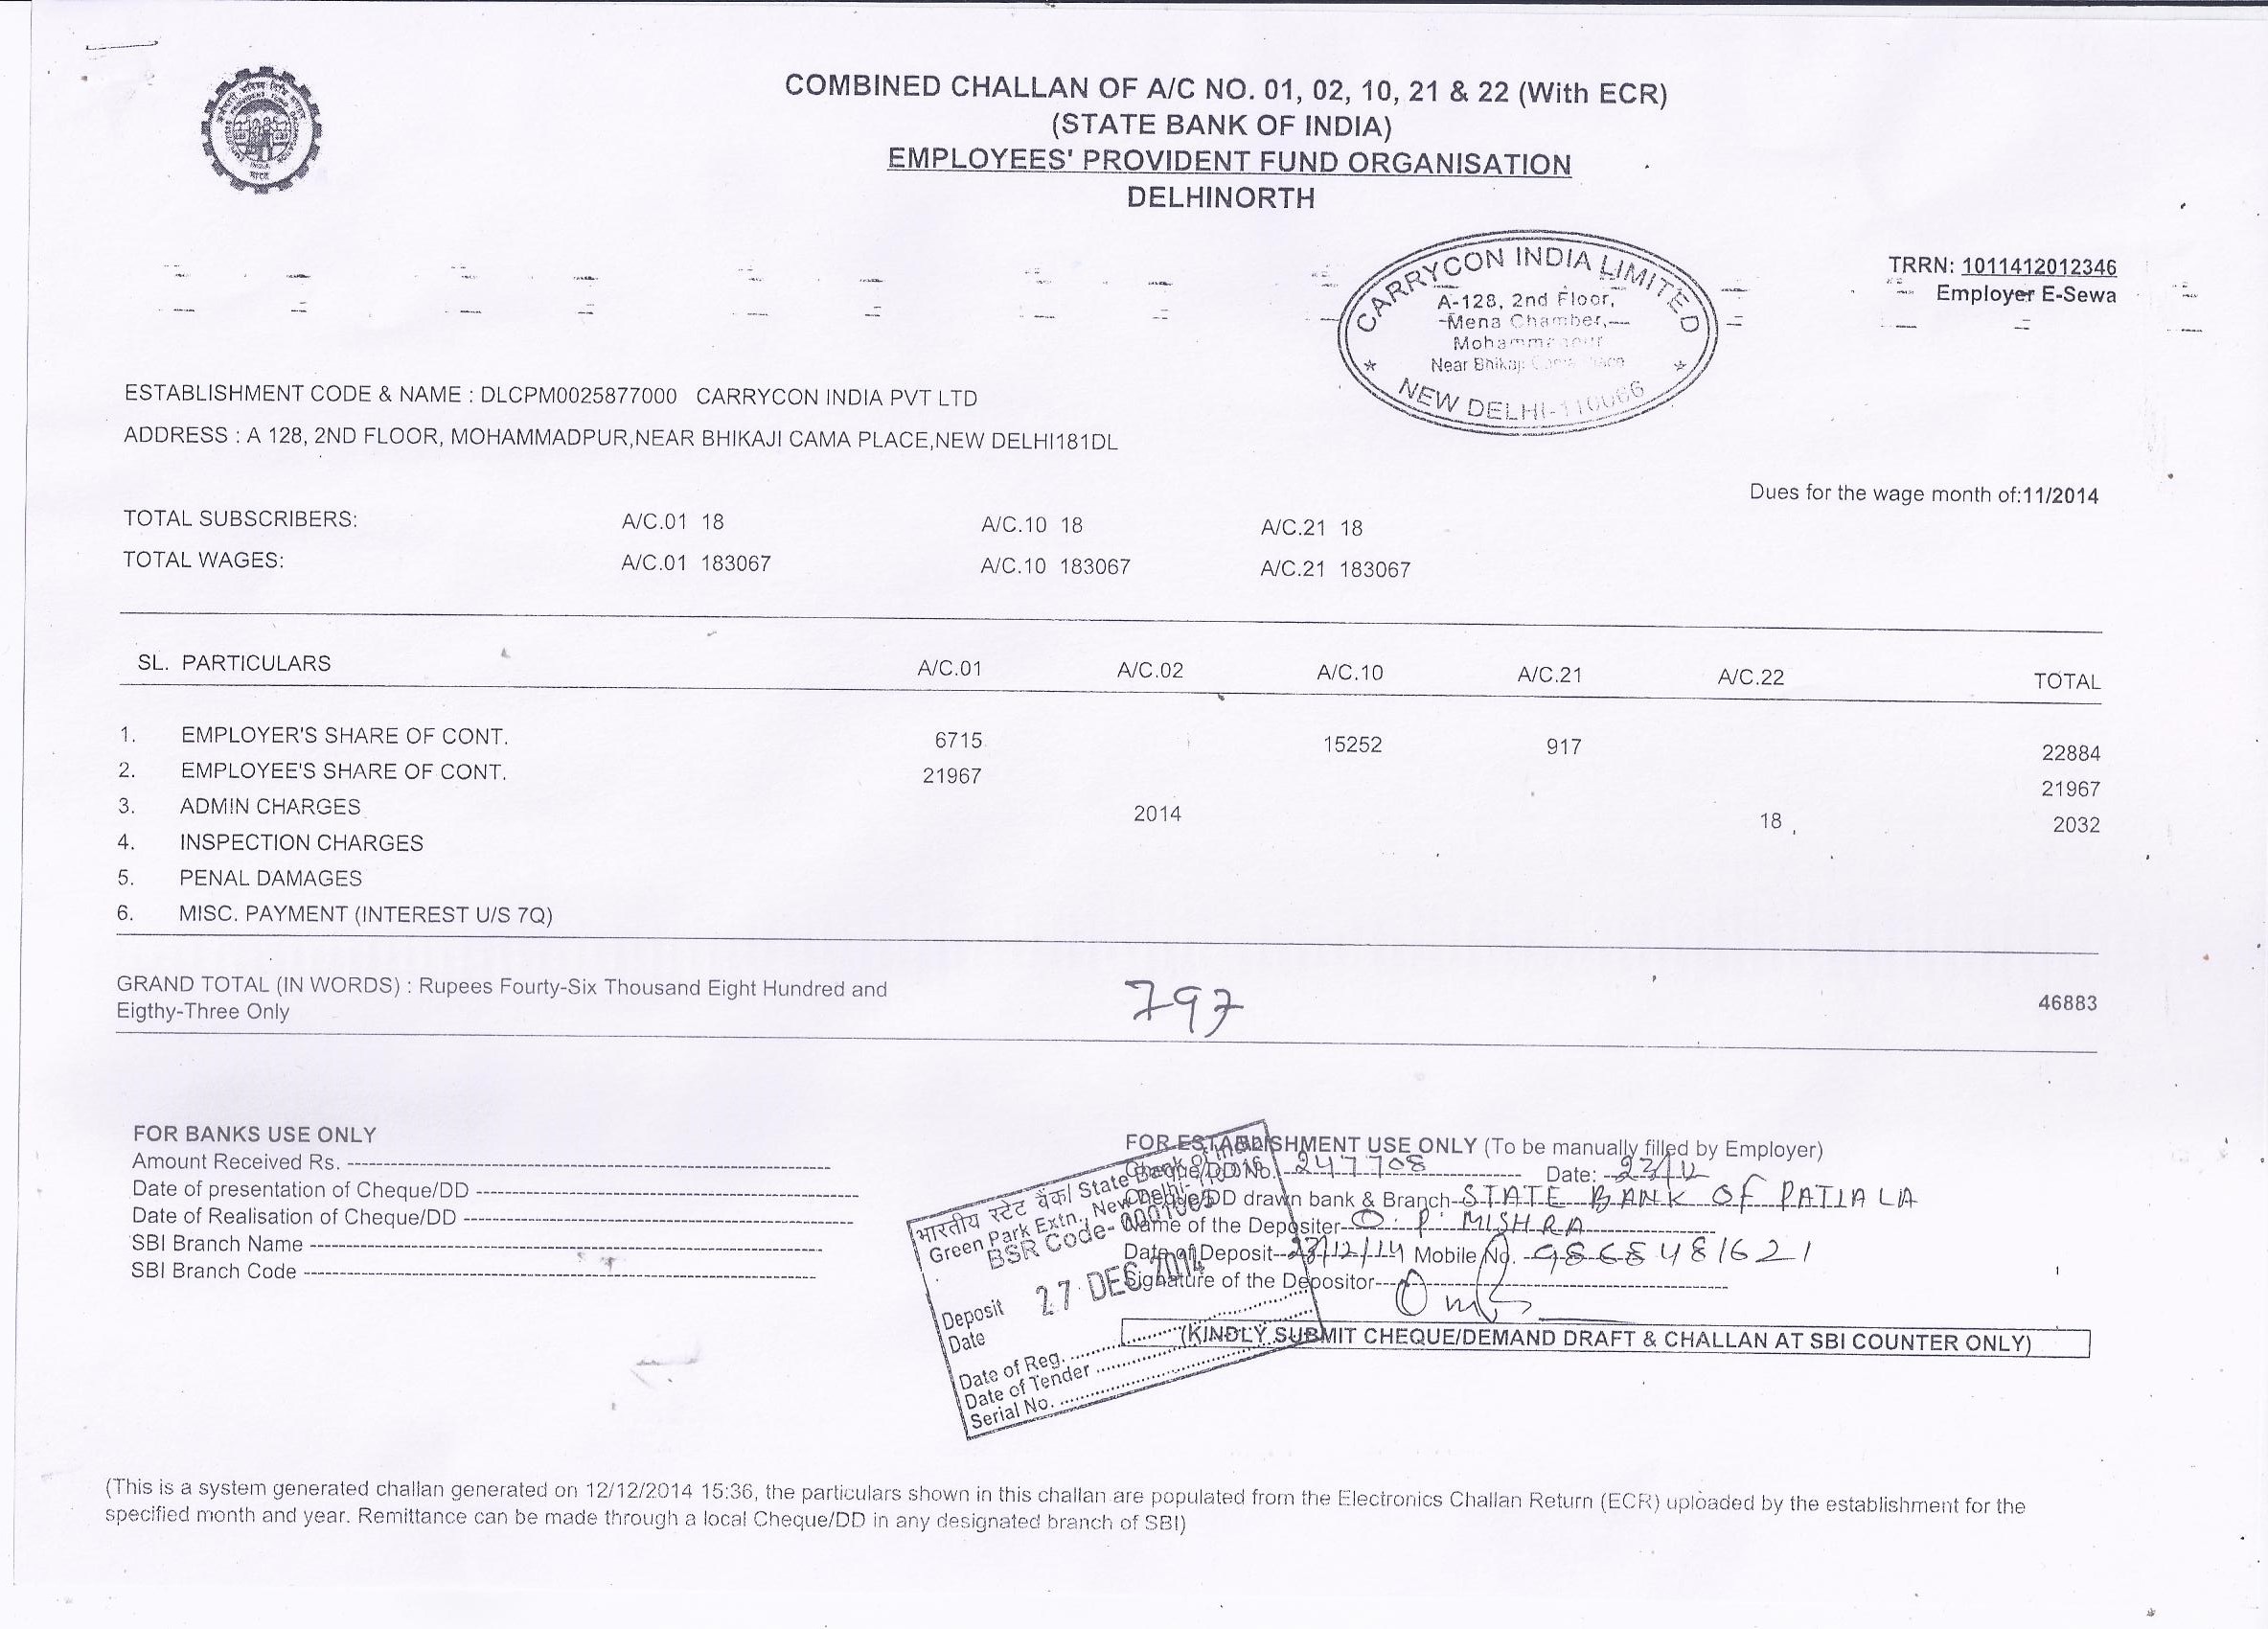 COMBINED CHALLAN OF A/C NO. 01, 02, 10, 21 & 22 (With ECR)
(STATE BANK OF INDIA)
EMPLOYEES' PROVIDENT FUND ORGANISATION
DELHINORTH
TRRN: 1011412012346
Employer E-Sewa
CARRYCON INDIA LIMITED
A-128, 2nd Floor,
Mena Chamber,
Near Bhikaji
NEW DELHI-110066
ESTABLISHMENT CODE & NAME : DLCPM0025877000 CARRYCON INDIA PVT LTD
ADDRESS : A 128, 2ND FLOOR, MOHAMMADPUR,NEAR BHIKAJI CAMA PLACE,NEW DELHI181DL
Dues for the wage month of:11/2014
TOTAL SUBSCRIBERS: A/C.01 18 A/C.10 18 A/C.21 18
TOTAL WAGES: A/C.01 183067 A/C.10 183067 A/C.21 183067
SL. PARTICULARS A/C.01 A/C.02 A/C.10 A/C.21 A/C.22 TOTAL
1. EMPLOYER'S SHARE OF CONT. 6715 15252 917 22884
2. EMPLOYEE'S SHARE OF CONT. 21967 21967
3. ADMIN CHARGES 2014 18 2032
4. INSPECTION CHARGES
5. PENAL DAMAGES
6. MISC. PAYMENT (INTEREST U/S 7Q)
GRAND TOTAL (IN WORDS) : Rupees Fourty-Six Thousand Eight Hundred and 46883
Eigthy-Three Only
797
FOR BANKS USE ONLY
Amount Received Rs.
Date of presentation of Cheque/DD
Date of Realisation of Cheque/DD
SBI Branch Name
SBI Branch Code
FOR ESTABLISHMENT USE ONLY (To be manually filled by Employer)
Cheque/DD No. 247708 Date: 23/12
Cheque/DD drawn bank & Branch STATE BANK OF PATIALA
Name of the Depositer O. P. MISHRA
Date of Deposit 23/12/14 Mobile No. 9868481621
Signature of the Depositor
(KINDLY SUBMIT CHEQUE/DEMAND DRAFT & CHALLAN AT SBI COUNTER ONLY)
भारतीय स्टेट बैंक/ State Bank of India
Green Park Extn., New Delhi-110016
BSR Code-
Deposit 27 DEC 2014
Date
Date of Reg.
Date of Tender
Serial No.
(This is a system generated challan generated on 12/12/2014 15:36, the particulars shown in this challan are populated from the Electronics Challan Return (ECR) uploaded by the establishment for the
specified month and year. Remittance can be made through a local Cheque/DD in any designated branch of SBI)